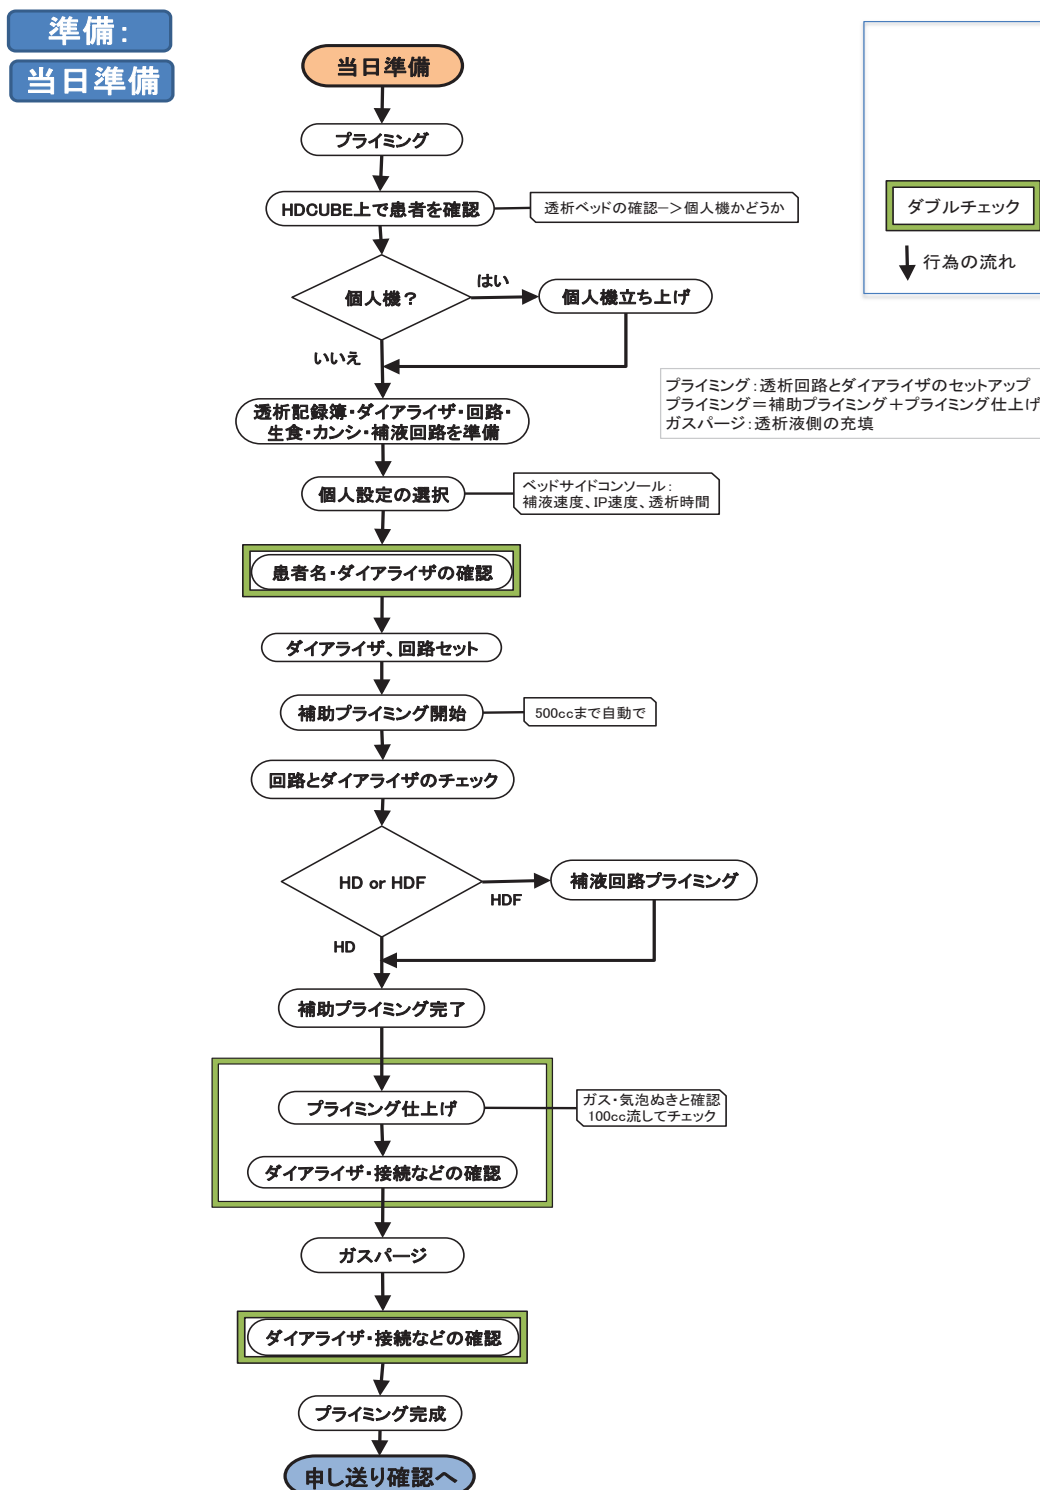 準備:
当日準備
当日準備
プライミング
HDCUBE上で患者を確認
透析ベッドの確認ー>個人機かどうか
ダブルチェック
行為の流れ
個人機?
はい
個人機立ち上げ
いいえ
プライミング:透析回路とダイアライザのセットアップ
プライミング=補助プライミング+プライミング仕上げ
ガスパージ:透析液側の充填
透析記録簿・ダイアライザ・回路・
生食・カンシ・補液回路を準備
個人設定の選択
ベッドサイドコンソール:
補液速度、IP速度、透析時間
患者名・ダイアライザの確認
ダイアライザ、回路セット
補助プライミング開始
500ccまで自動で
回路とダイアライザのチェック
HD or HDF
HDF
補液回路プライミング
HD
補助プライミング完了
プライミング仕上げ
ガス・気泡ぬきと確認
100cc流してチェック
ダイアライザ・接続などの確認
ガスパージ
ダイアライザ・接続などの確認
プライミング完成
申し送り確認へ